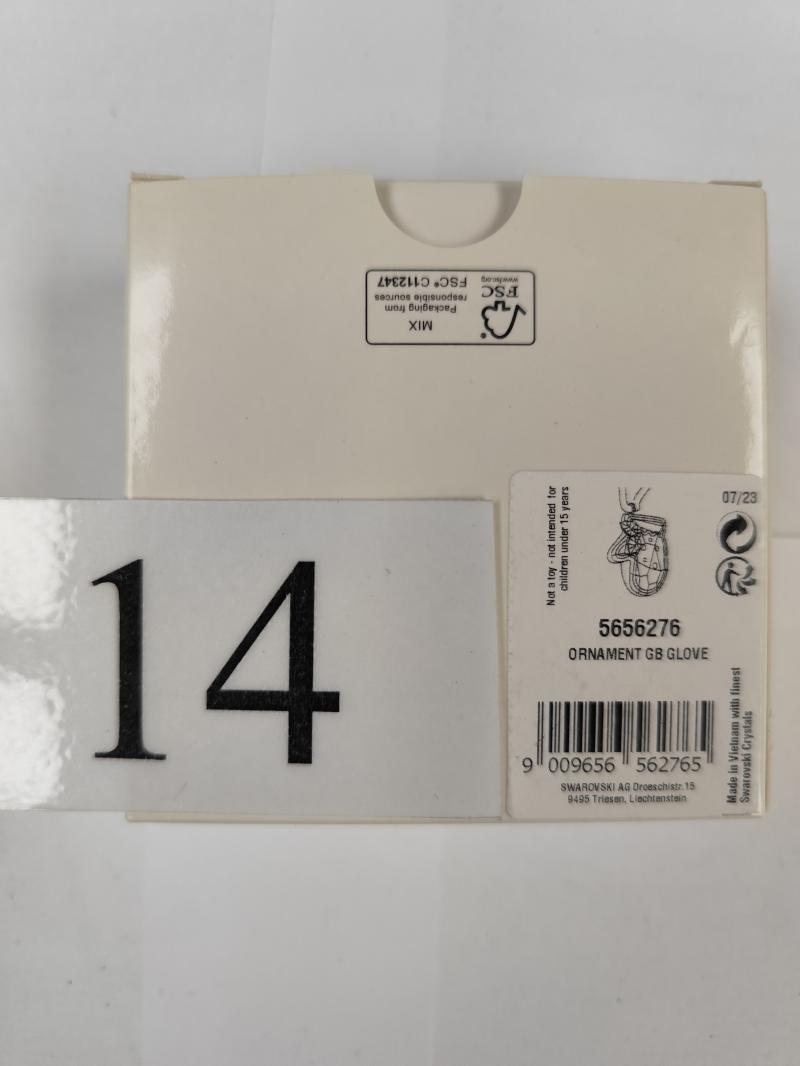 MIX
Packaging from
responsible sources
FSC® C112347
FSC
www.fsc.org
14
Not a toy - not intended for
children under 15 years
07/23
5656276
ORNAMENT GB GLOVE
9 009656 562765
SWAROVSKI AG Droeschistr.15
9495 Triesen, Liechtenstein
Made in Vietnam with finest
Swarovski Crystals